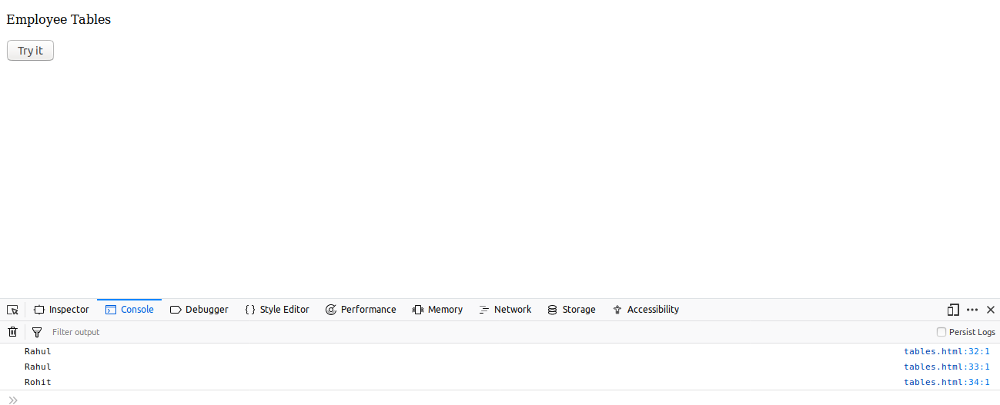 Employee Tables
Try it
Inspector Console Debugger { } Style Editor Performance Memory Network Storage Accessibility
Filter output Persist Logs
Rahul tables.html:32:1
Rahul tables.html:33:1
Rohit tables.html:34:1